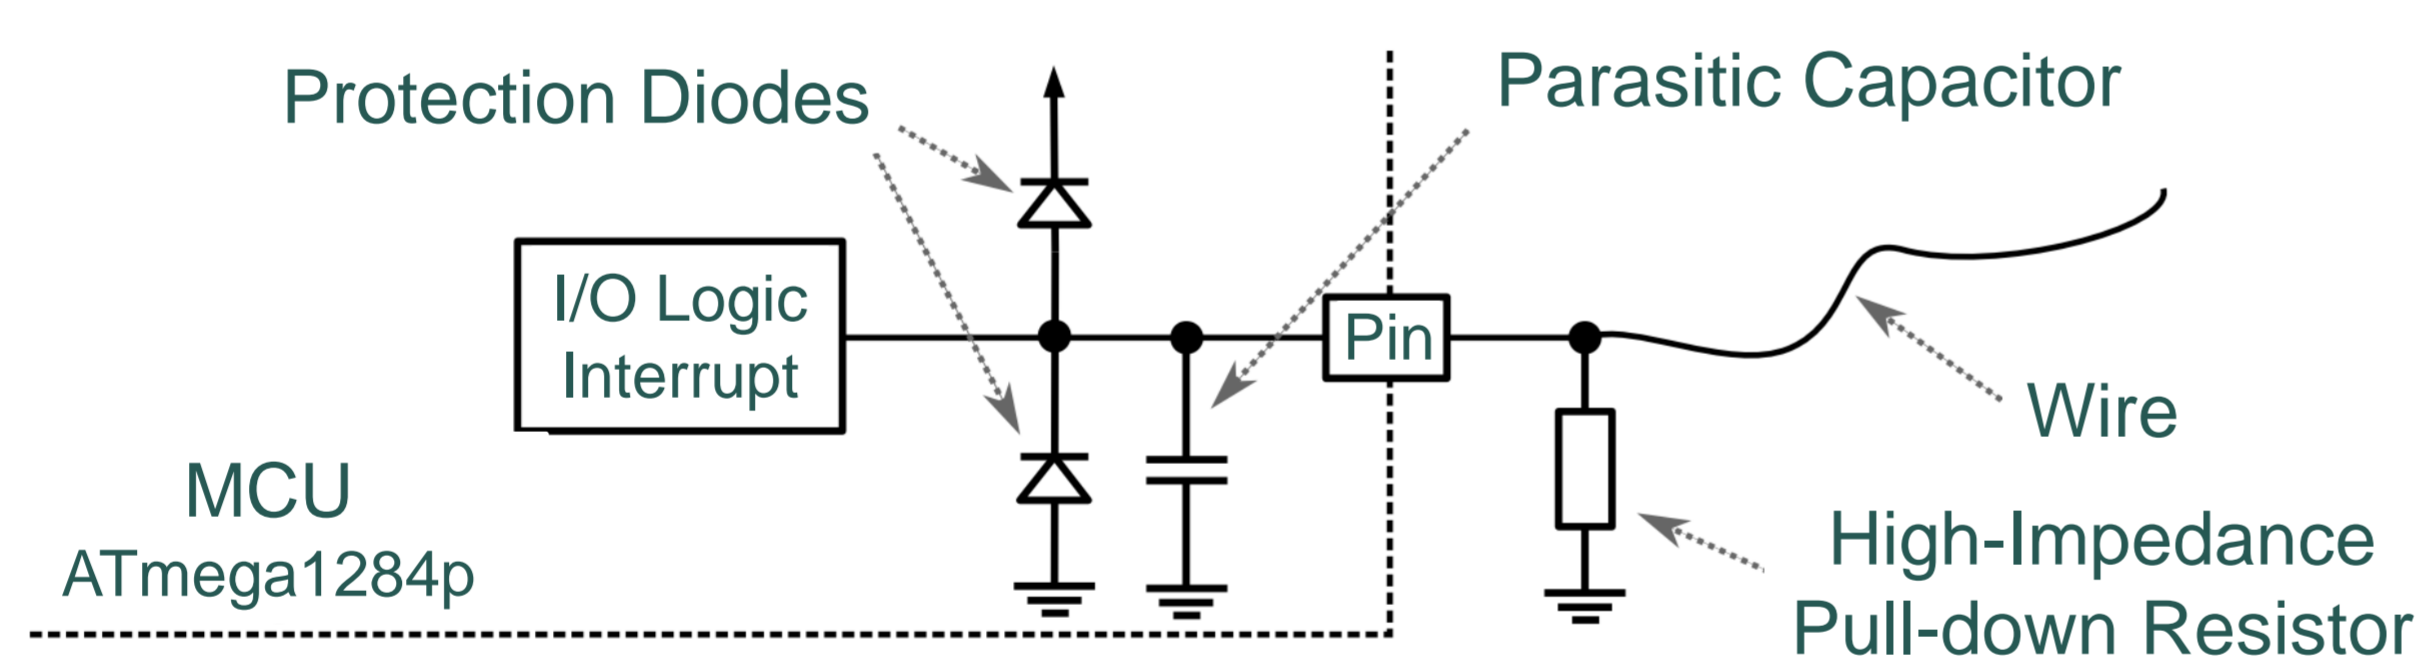 Protection Diodes
Parasitic Capacitor
I/O Logic
Interrupt
Pin
Wire
MCU
ATmega1284p
High-Impedance
Pull-down Resistor